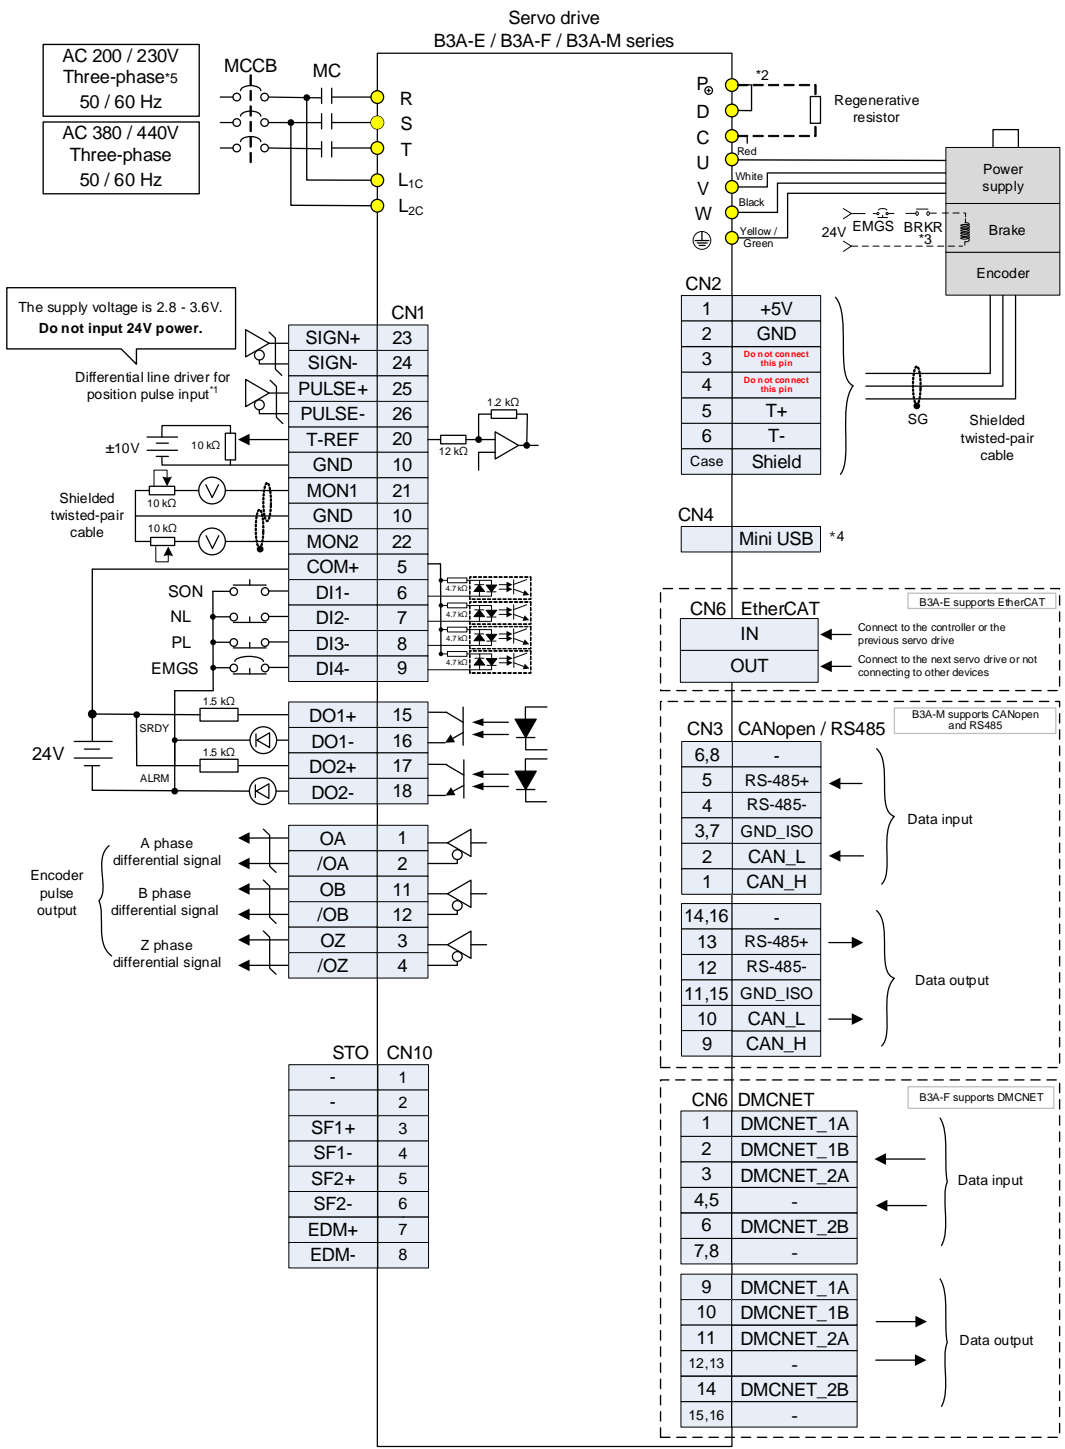 Servo drive
B3A-E / B3A-F / B3A-M series
AC 200 / 230V
Three-phase*5
50 / 60 Hz
AC 380 / 440V
Three-phase
50 / 60 Hz
MCCB
MC
R
S
T
L1C
L2C
P⊕
D
C
U
V
W
*2
Regenerative
resistor
Red
White
Black
Yellow /
Green
Power
supply
Brake
Encoder
24V
EMGS
BRKR
*3
The supply voltage is 2.8 - 3.6V.
Do not input 24V power.
Differential line driver for
position pulse input*1
CN1
SIGN+ 23
SIGN- 24
PULSE+ 25
PULSE- 26
T-REF 20
GND 10
MON1 21
GND 10
MON2 22
COM+ 5
DI1- 6
DI2- 7
DI3- 8
DI4- 9
±10V
10 kΩ
1.2 kΩ
12 kΩ
Shielded
twisted-pair
cable
10 kΩ
V
10 kΩ
V
SON
NL
PL
EMGS
4.7 kΩ
4.7 kΩ
4.7 kΩ
4.7 kΩ
DO1+ 15
DO1- 16
DO2+ 17
DO2- 18
1.5 kΩ
SRDY
1.5 kΩ
ALRM
24V
OA 1
/OA 2
OB 11
/OB 12
OZ 3
/OZ 4
Encoder
pulse
output
A phase
differential signal
B phase
differential signal
Z phase
differential signal
STO CN10
- 1
- 2
SF1+ 3
SF1- 4
SF2+ 5
SF2- 6
EDM+ 7
EDM- 8
CN2
1 +5V
2 GND
3 Do not connect
this pin
4 Do not connect
this pin
5 T+
6 T-
Case Shield
SG
Shielded
twisted-pair
cable
CN4
Mini USB *4
CN6 EtherCAT
B3A-E supports EtherCAT
IN
Connect to the controller or the
previous servo drive
OUT
Connect to the next servo drive or not
connecting to other devices
CN3 CANopen / RS485
B3A-M supports CANopen
and RS485
6,8 -
5 RS-485+
4 RS-485-
3,7 GND_ISO
2 CAN_L
1 CAN_H
Data input
14,16 -
13 RS-485+
12 RS-485-
11,15 GND_ISO
10 CAN_L
9 CAN_H
Data output
CN6 DMCNET
B3A-F supports DMCNET
1 DMCNET_1A
2 DMCNET_1B
3 DMCNET_2A
4,5 -
6 DMCNET_2B
7,8 -
Data input
9 DMCNET_1A
10 DMCNET_1B
11 DMCNET_2A
12,13 -
14 DMCNET_2B
15,16 -
Data output